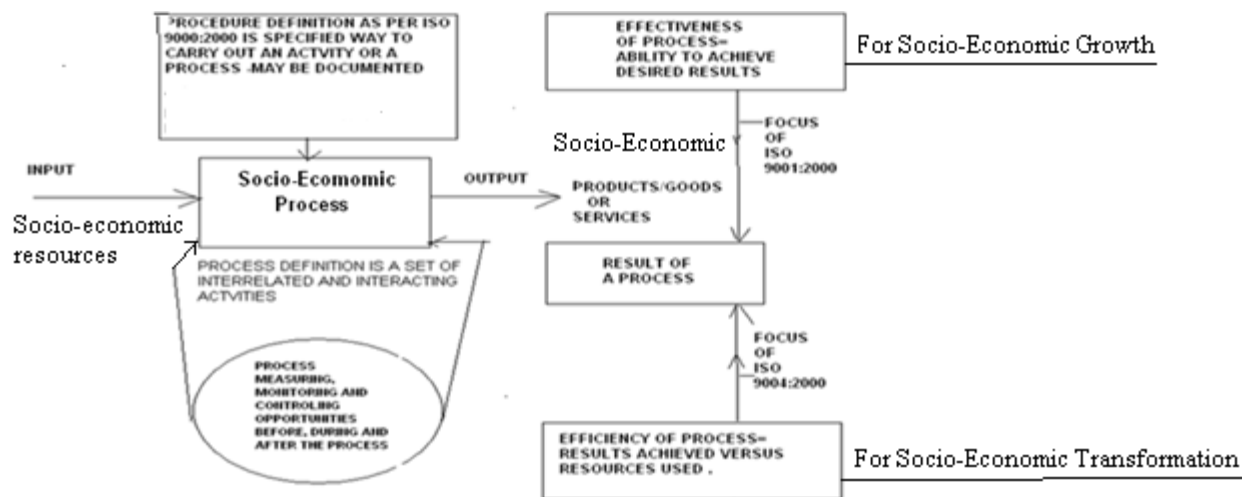 PROCEDURE DEFINITION AS PER ISO
9000:2000 IS SPECIFIED WAY TO
CARRY OUT AN ACTVITY OR A
PROCESS -MAY BE DOCUMENTED
EFFECTIVENESS
OF PROCESS=
ABILITY TO ACHIEVE
DESIRED RESULTS
For Socio-Economic Growth
FOCUS
OF
ISO
9001:2000
Socio-Economic
INPUT
Socio-economic
resources
Socio-Ecomomic
Process
OUTPUT
PRODUCTS/GOODS
OR
SERVICES
PROCESS DEFINITION IS A SET OF
INTERRELATED AND INTERACTING
ACTVITIES
RESULT OF
A PROCESS
PROCESS
MEASURING,
MONITORING AND
CONTROLING
OPPORTUNITIES
BEFORE, DURING AND
AFTER THE PROCESS
FOCUS
OF
ISO
9004:2000
EFFICIENCY OF PROCESS=
RESULTS ACHIEVED VERSUS
RESOURCES USED .
For Socio-Economic Transformation